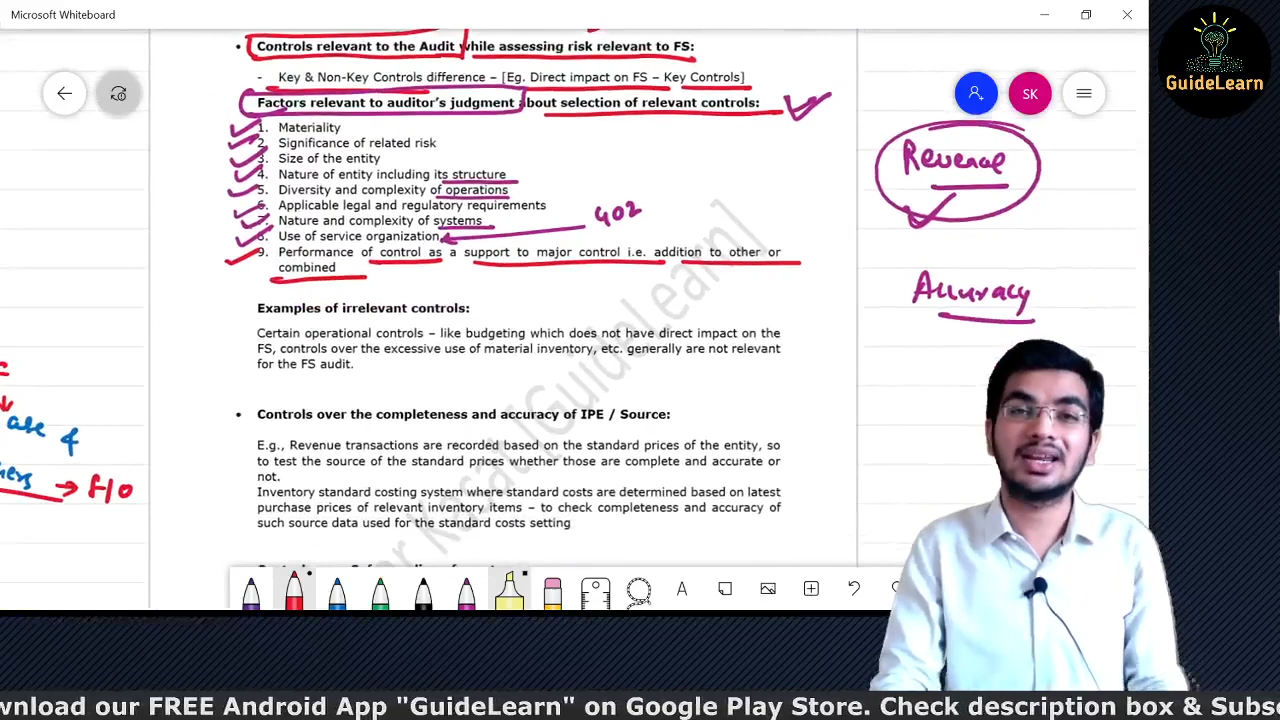 Microsoft Whiteboard
GuideLearn
Controls relevant to the Audit while assessing risk relevant to FS:
- Key & Non-Key Controls difference – [Eg. Direct impact on FS – Key Controls]
Factors relevant to auditor's judgment about selection of relevant controls:
1. Materiality
2. Significance of related risk
3. Size of the entity
4. Nature of entity including its structure
5. Diversity and complexity of operations
6. Applicable legal and regulatory requirements
7. Nature and complexity of systems
8. Use of service organization
9. Performance of control as a support to major control i.e. addition to other or
combined
402
SK
Revenue
Accuracy
Examples of irrelevant controls:
Certain operational controls – like budgeting which does not have direct impact on the
FS, controls over the excessive use of material inventory, etc. generally are not relevant
for the FS audit.
Controls over the completeness and accuracy of IPE / Source:
E.g., Revenue transactions are recorded based on the standard prices of the entity, so
to test the source of the standard prices whether those are complete and accurate or
not.
Inventory standard costing system where standard costs are determined based on latest
purchase prices of relevant inventory items – to check completeness and accuracy of
such source data used for the standard costs setting
Kasat [GuideLearn]
wnload our FREE Android App "GuideLearn" on Google Play Store. Check description box & Subs